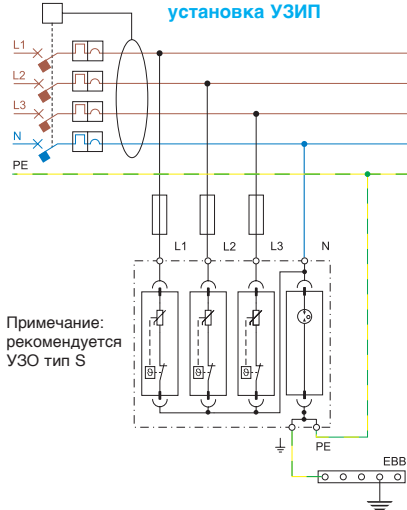 установка УЗИП
L1
L2
L3
N
PE
L1 L2 L3 N
Примечание:
рекомендуется
УЗО тип S
PE
EBB